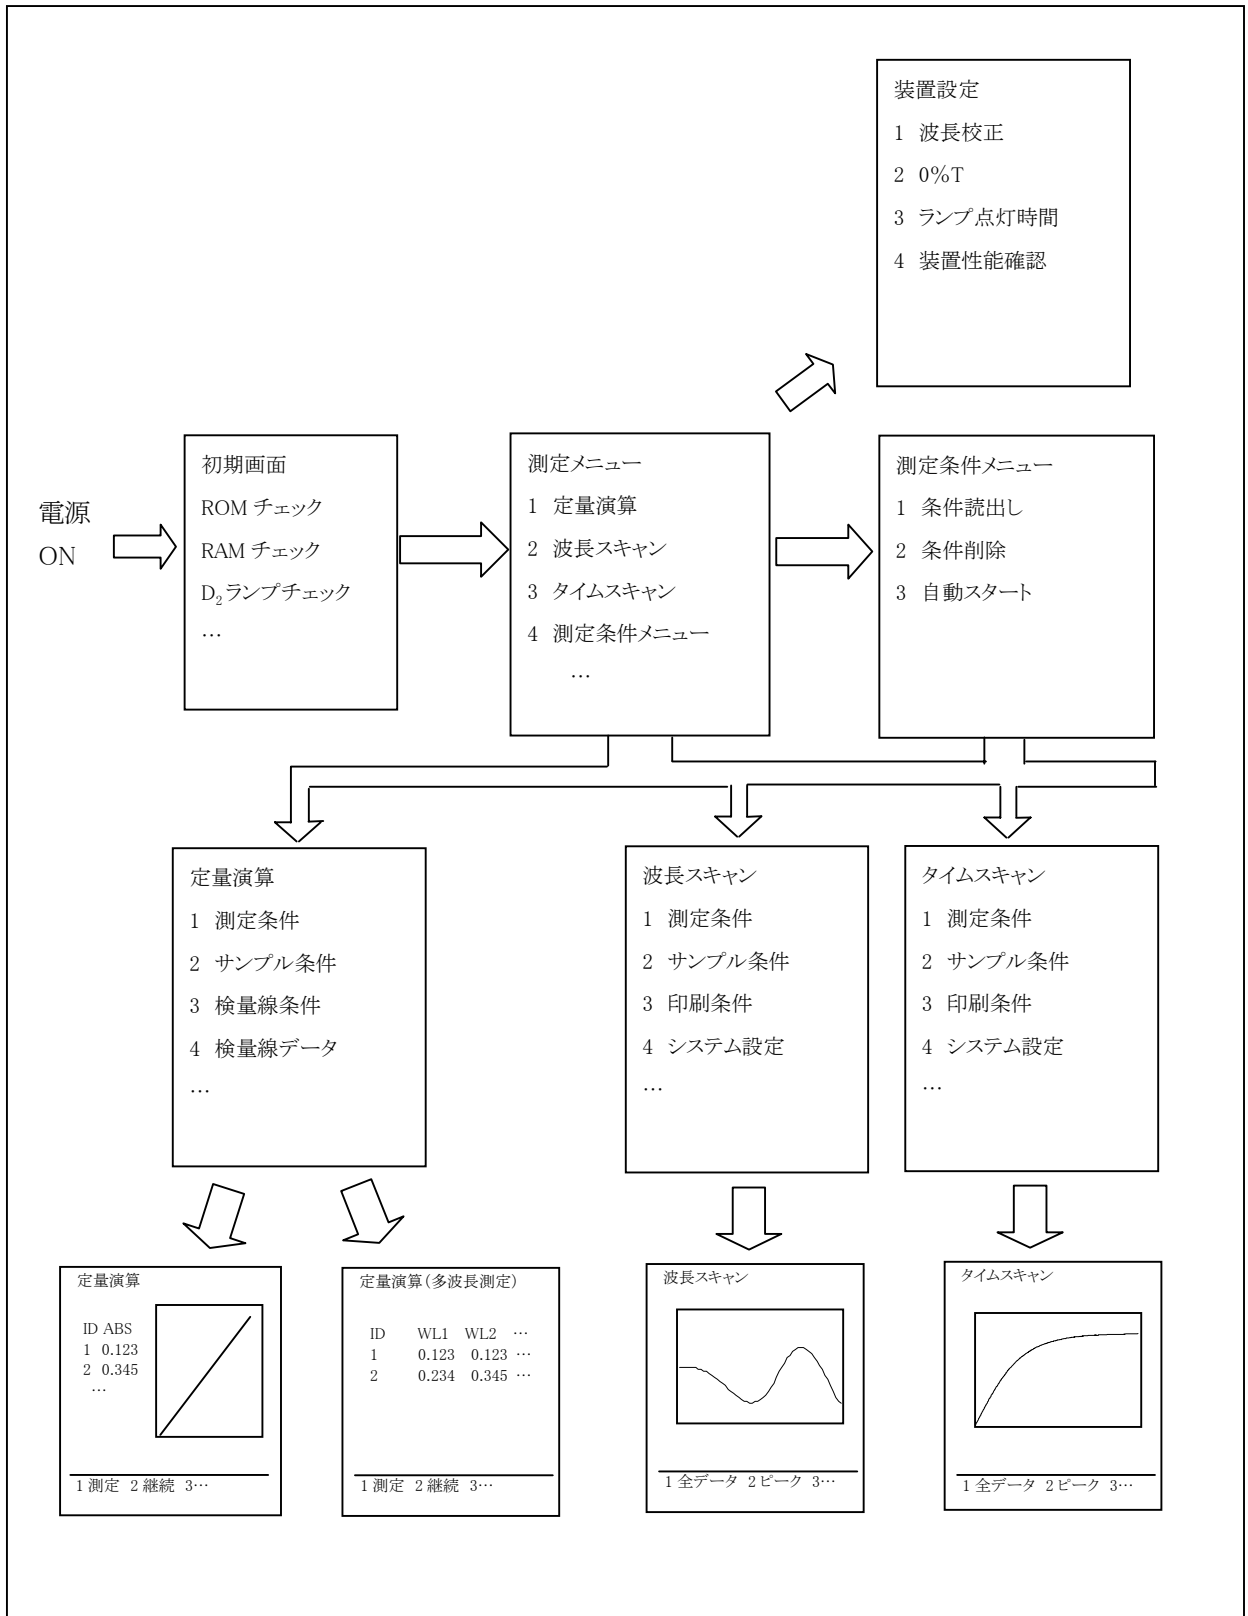 装置設定
1 波長校正
2 0%T
3 ランプ点灯時間
4 装置性能確認
電源
ON
初期画面
ROM チェック
RAM チェック
D₂ランプチェック
…
測定メニュー
1 定量演算
2 波長スキャン
3 タイムスキャン
4 測定条件メニュー
…
測定条件メニュー
1 条件読出し
2 条件削除
3 自動スタート
定量演算
1 測定条件
2 サンプル条件
3 検量線条件
4 検量線データ
…
波長スキャン
1 測定条件
2 サンプル条件
3 印刷条件
4 システム設定
…
タイムスキャン
1 測定条件
2 サンプル条件
3 印刷条件
4 システム設定
…
定量演算
ID ABS
1 0.123
2 0.345
…
1 測定 2 継続 3…
定量演算(多波長測定)
ID WL1 WL2 …
1 0.123 0.123 …
2 0.234 0.345 …
1 測定 2 継続 3…
波長スキャン
1 全データ 2 ピーク 3…
タイムスキャン
1 全データ 2 ピーク 3…